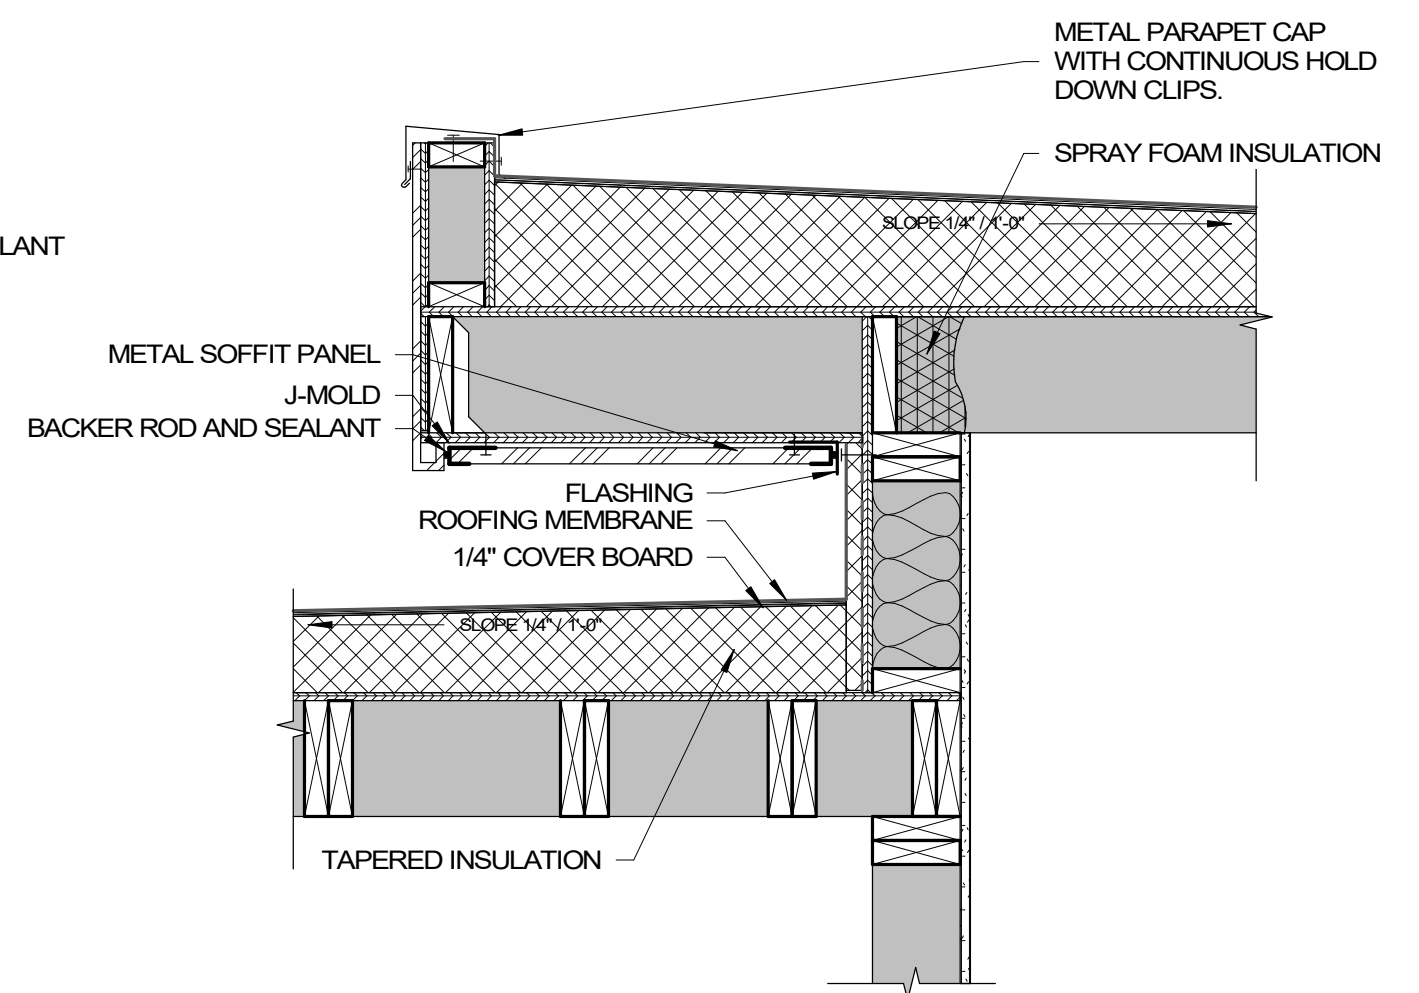 METAL PARAPET CAP
WITH CONTINUOUS HOLD
DOWN CLIPS.
SPRAY FOAM INSULATION
SLOPE 1/4" / 1'-0"
LANT
METAL SOFFIT PANEL
J-MOLD
BACKER ROD AND SEALANT
FLASHING
ROOFING MEMBRANE
1/4" COVER BOARD
SLOPE 1/4" / 1'-0"
TAPERED INSULATION